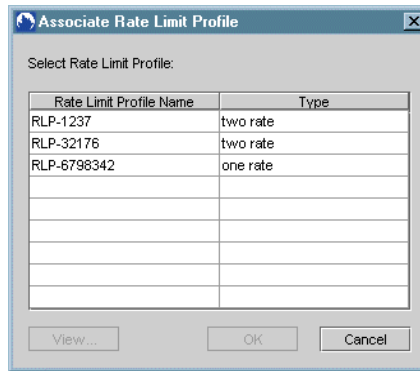 Associate Rate Limit Profile
Select Rate Limit Profile:
Rate Limit Profile Name Type
RLP-1237 two rate
RLP-32176 two rate
RLP-6798342 one rate
View... OK Cancel